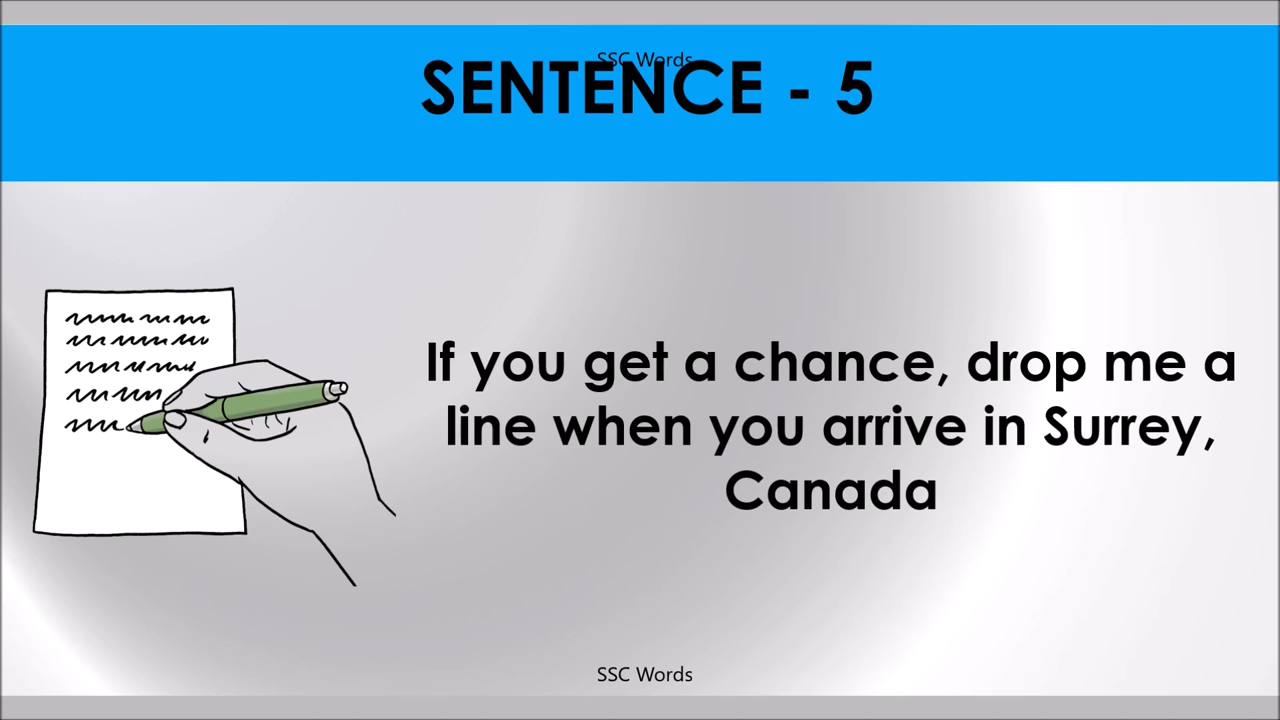 SSC Words
SENTENCE - 5
If you get a chance, drop me a
line when you arrive in Surrey,
Canada
SSC Words